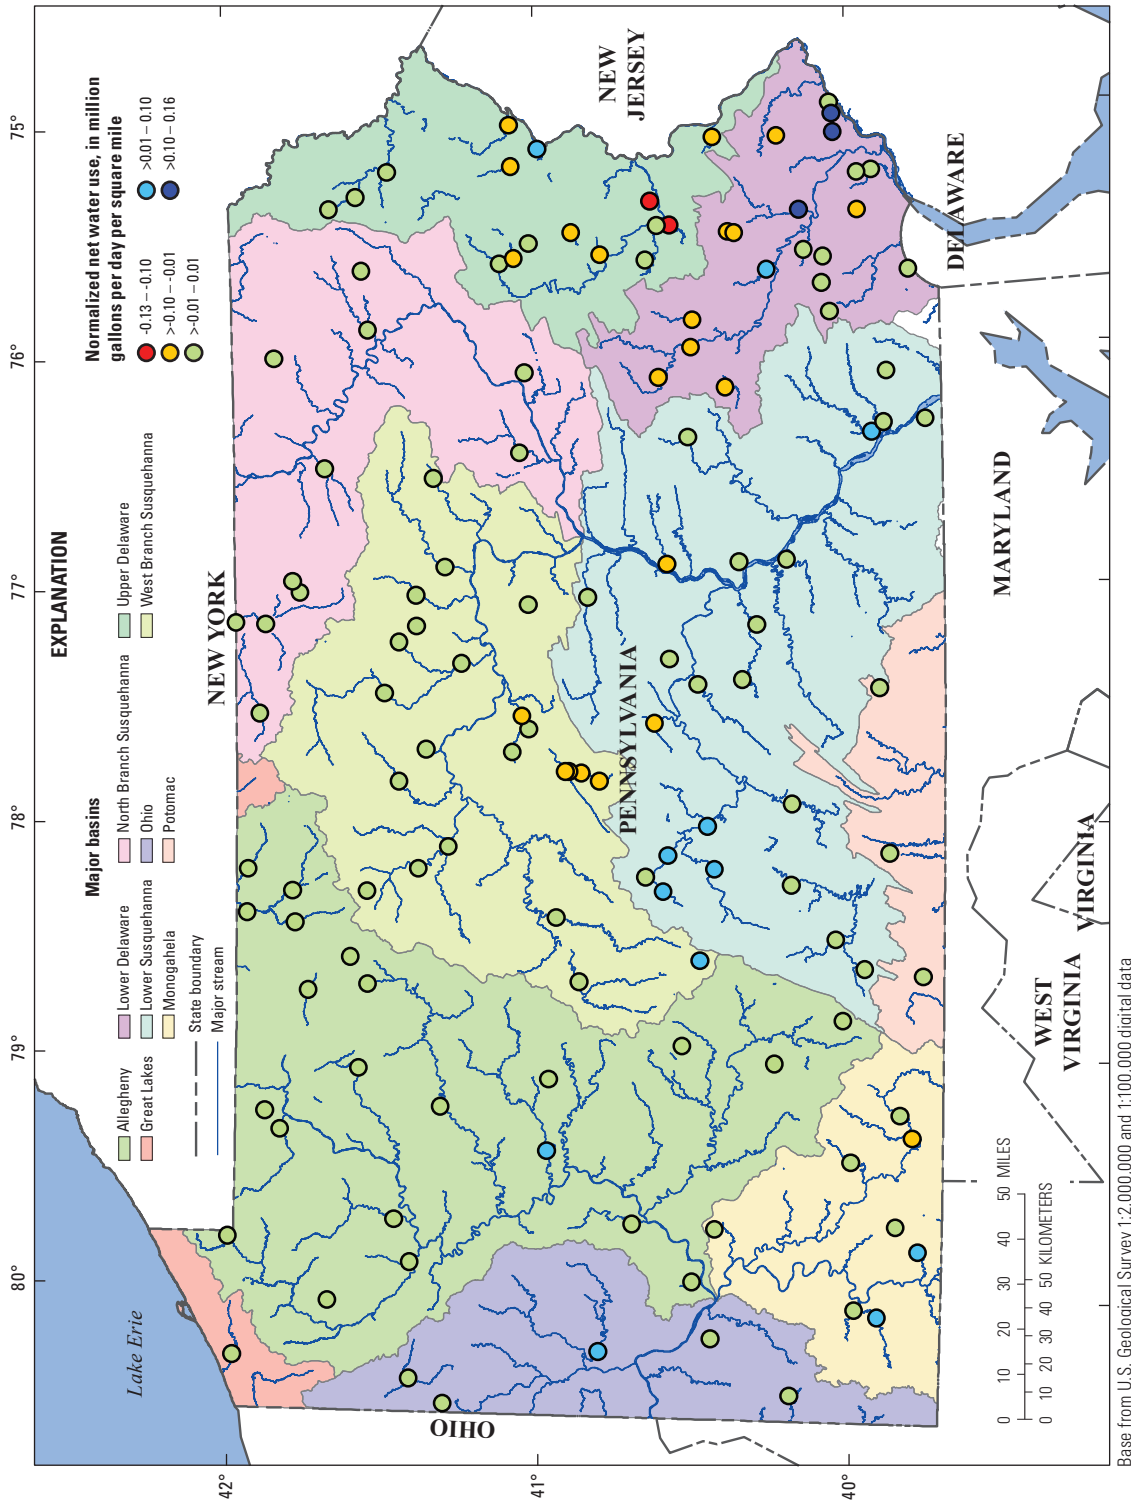 EXPLANATION
Major basins
Allegheny
Great Lakes
Lower Delaware
Lower Susquehanna
Monogahela
North Branch Susquehanna
Ohio
Potomac
Upper Delaware
West Branch Susquehanna
State boundary
Major stream
Normalized net water use, in million
gallons per day per square mile
-0.13 – -0.10
>-0.10 – -0.01
>-0.01 – 0.01
>0.01 – 0.10
>0.10 – 0.16
80°
79°
78°
77°
76°
75°
42°
41°
40°
Lake Erie
NEW YORK
NEW
JERSEY
PENNSYLVANIA
OHIO
DELAWARE
MARYLAND
WEST
VIRGINIA
VIRGINIA
0 10 20 30 40 50 MILES
0 10 20 30 40 50 KILOMETERS
Base from U.S. Geological Survey 1:2,000,000 and 1:100,000 digital data